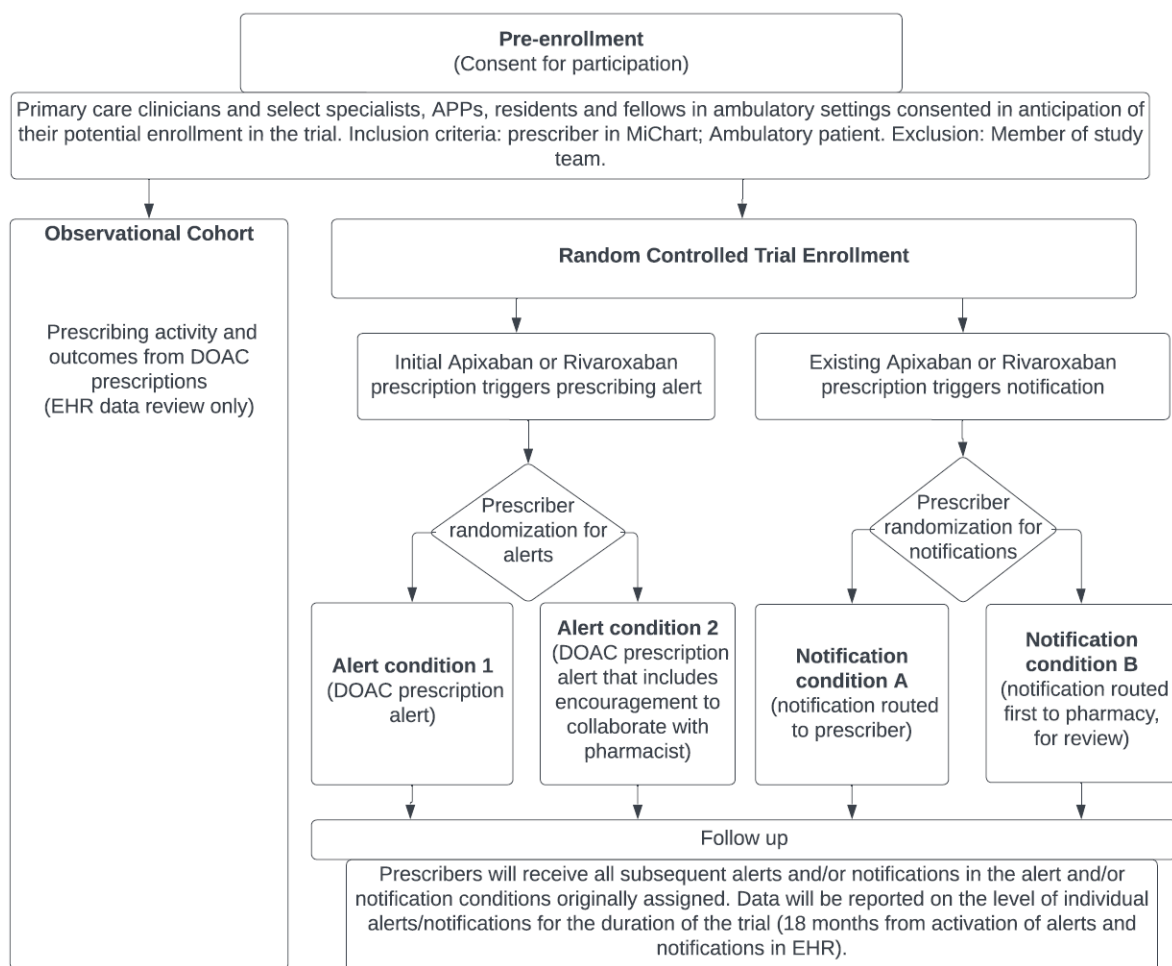 Pre-enrollment
(Consent for participation)
Primary care clinicians and select specialists, APPs, residents and fellows in ambulatory settings consented in anticipation of
their potential enrollment in the trial. Inclusion criteria: prescriber in MiChart; Ambulatory patient. Exclusion: Member of study
team.
Observational Cohort
Prescribing activity and
outcomes from DOAC
prescriptions
(EHR data review only)
Random Controlled Trial Enrollment
Initial Apixaban or Rivaroxaban
prescription triggers prescribing alert
Existing Apixaban or Rivaroxaban
prescription triggers notification
Prescriber
randomization for
alerts
Prescriber
randomization for
notifications
Alert condition 1
(DOAC prescription
alert)
Alert condition 2
(DOAC prescription
alert that includes
encouragement to
collaborate with
pharmacist)
Notification
condition A
(notification routed
to prescriber)
Notification
condition B
(notification routed
first to pharmacy,
for review)
Follow up
Prescribers will receive all subsequent alerts and/or notifications in the alert and/or
notification conditions originally assigned. Data will be reported on the level of individual
alerts/notifications for the duration of the trial (18 months from activation of alerts and
notifications in EHR).